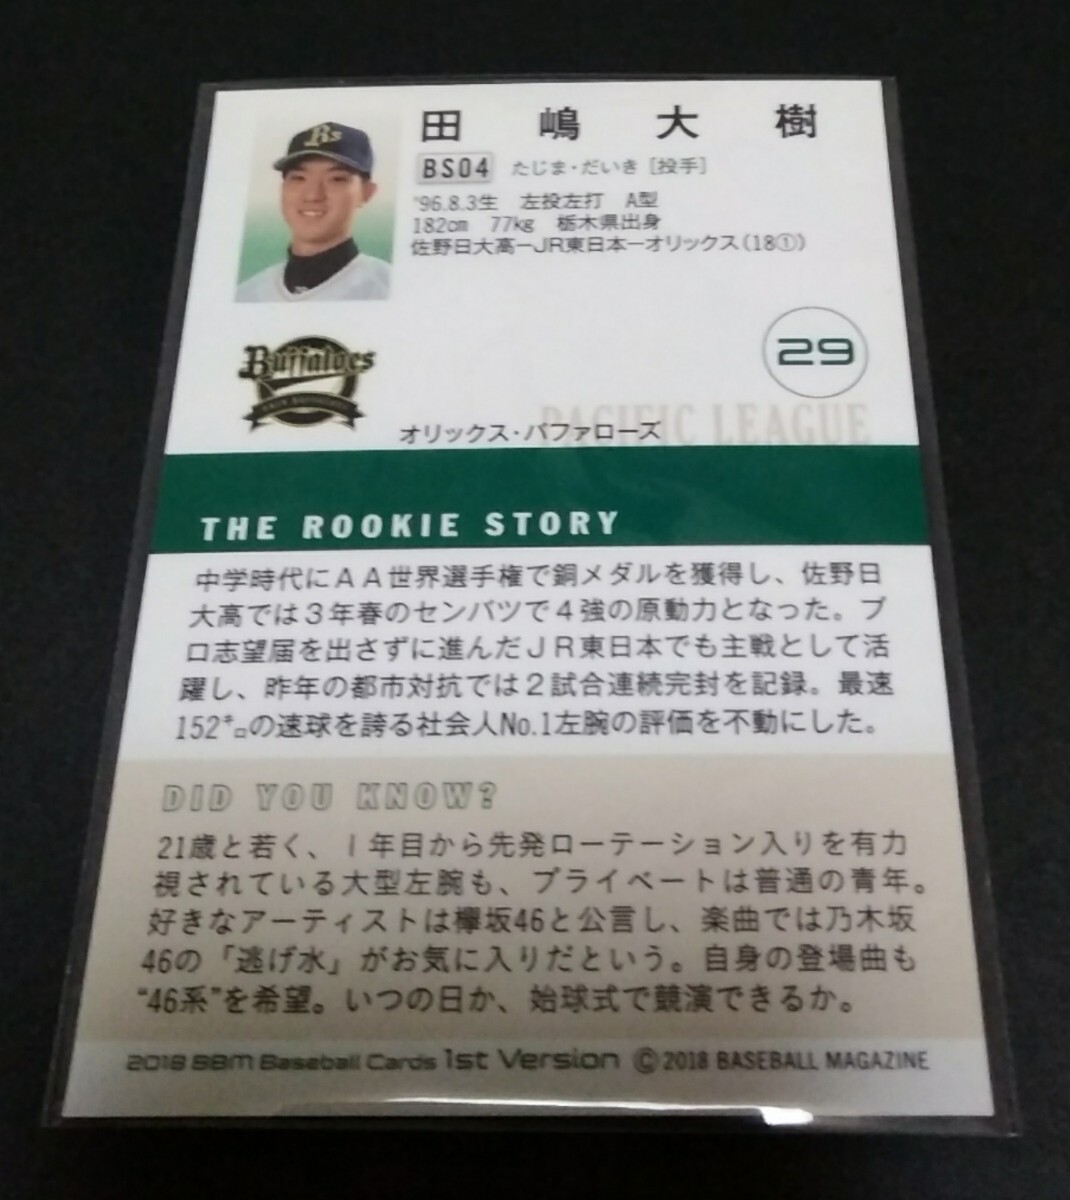 Bs
田嶋大樹
BS04 たじま・だいき［投手］
'96.8.3生 左投左打 A型
182cm 77kg 栃木県出身
佐野日大高ーJR東日本ーオリックス(18①)
29
Buffaloes
PACIFIC LEAGUE
オリックス・バファローズ
THE ROOKIE STORY
中学時代にＡＡ世界選手権で銅メダルを獲得し、佐野日
大高では３年春のセンバツで４強の原動力となった。プ
ロ志望届を出さずに進んだＪＲ東日本でも主戦として活
躍し、昨年の都市対抗では２試合連続完封を記録。最速
152㌔の速球を誇る社会人No.1左腕の評価を不動にした。
DID YOU KNOW?
21歳と若く、1年目から先発ローテーション入りを有力
視されている大型左腕も、プライベートは普通の青年。
好きなアーティストは欅坂46と公言し、楽曲では乃木坂
46の「逃げ水」がお気に入りだという。自身の登場曲も
“46系”を希望。いつの日か、始球式で競演できるか。
2018 BBM Baseball Cards 1st Version ©2018 BASEBALL MAGAZINE